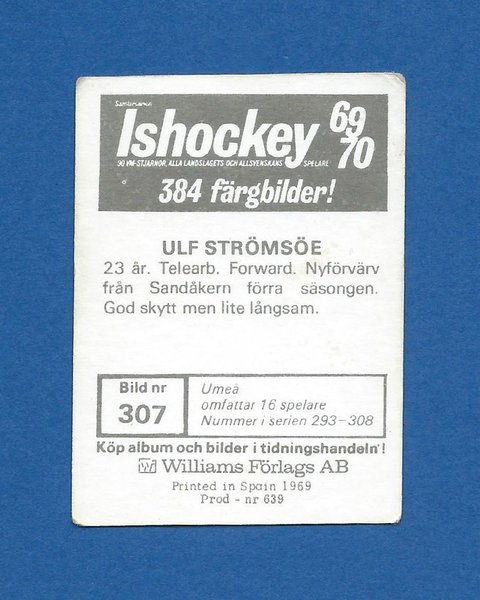 Samlarserien
Ishockey 69
70
90 VM-STJÄRNOR, ALLA LANDSLAGETS OCH ALLSVENSKANS SPELARE
384 färgbilder!
ULF STRÖMSÖE
23 år. Telearb. Forward. Nyförvärv
från Sandåkern förra säsongen.
God skytt men lite långsam.
Bild nr
307
Umeå
omfattar 16 spelare
Nummer i serien 293-308
Köp album och bilder i tidningshandeln!
W Williams Förlags AB
Printed in Spain 1969
Prod - nr 639